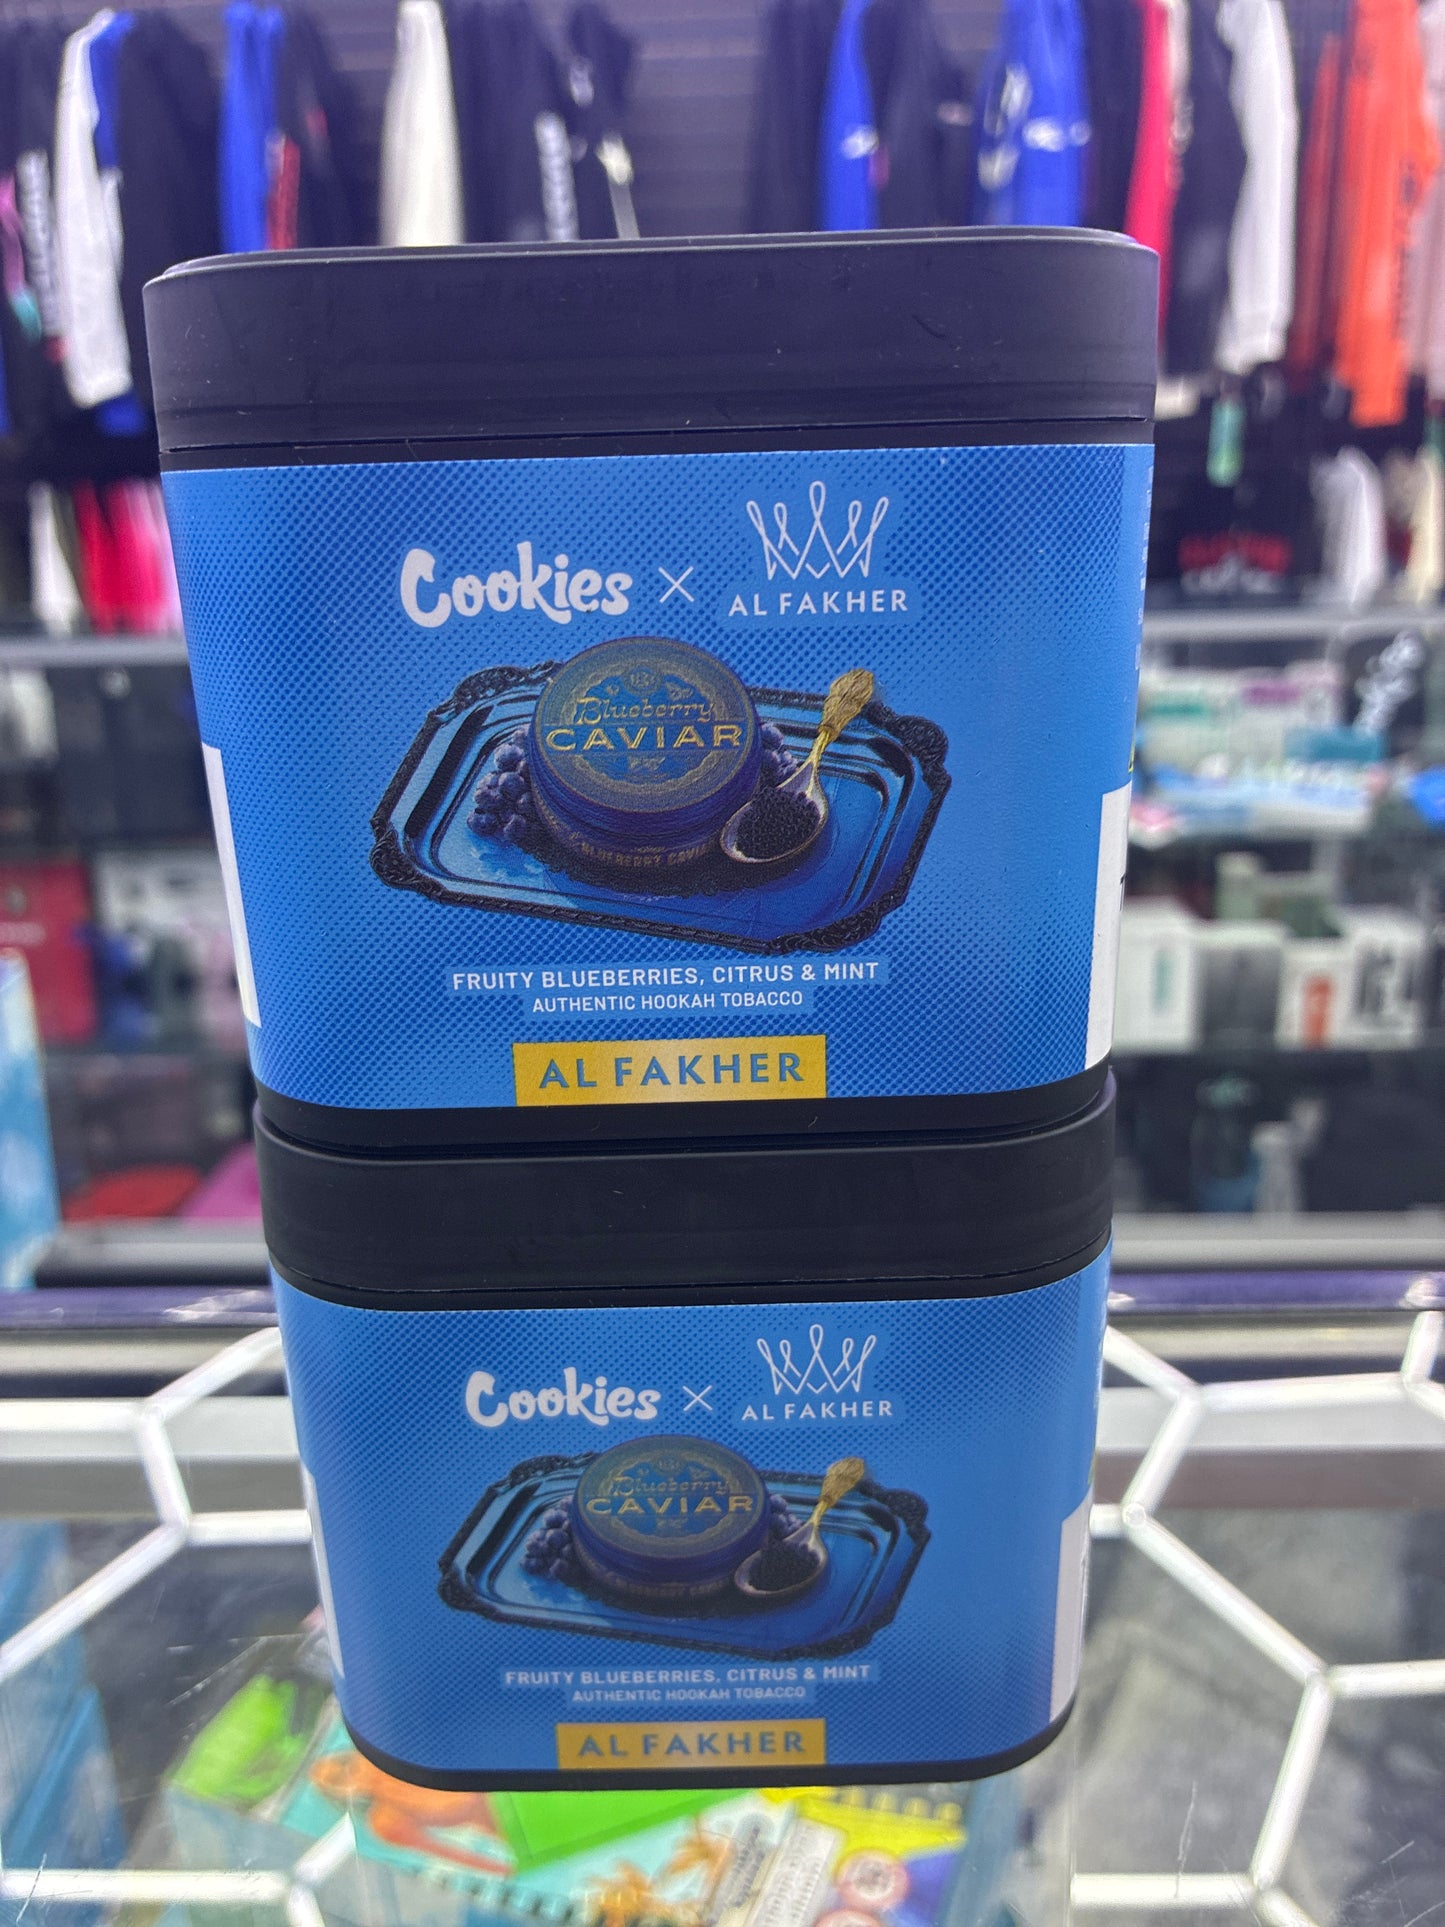 Cookies × AL FAKHER
Blueberry
CAVIAR
BLUEBERRY CAVIAR
FRUITY BLUEBERRIES, CITRUS & MINT
AUTHENTIC HOOKAH TOBACCO
AL FAKHER
Cookies × AL FAKHER
Blueberry
CAVIAR
FRUITY BLUEBERRIES, CITRUS & MINT
AUTHENTIC HOOKAH TOBACCO
AL FAKHER